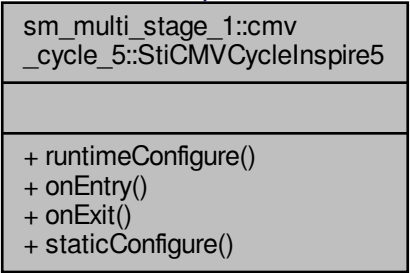 sm_multi_stage_1::cmv
_cycle_5::StiCMVCycleInspire5
+ runtimeConfigure()
+ onEntry()
+ onExit()
+ staticConfigure()